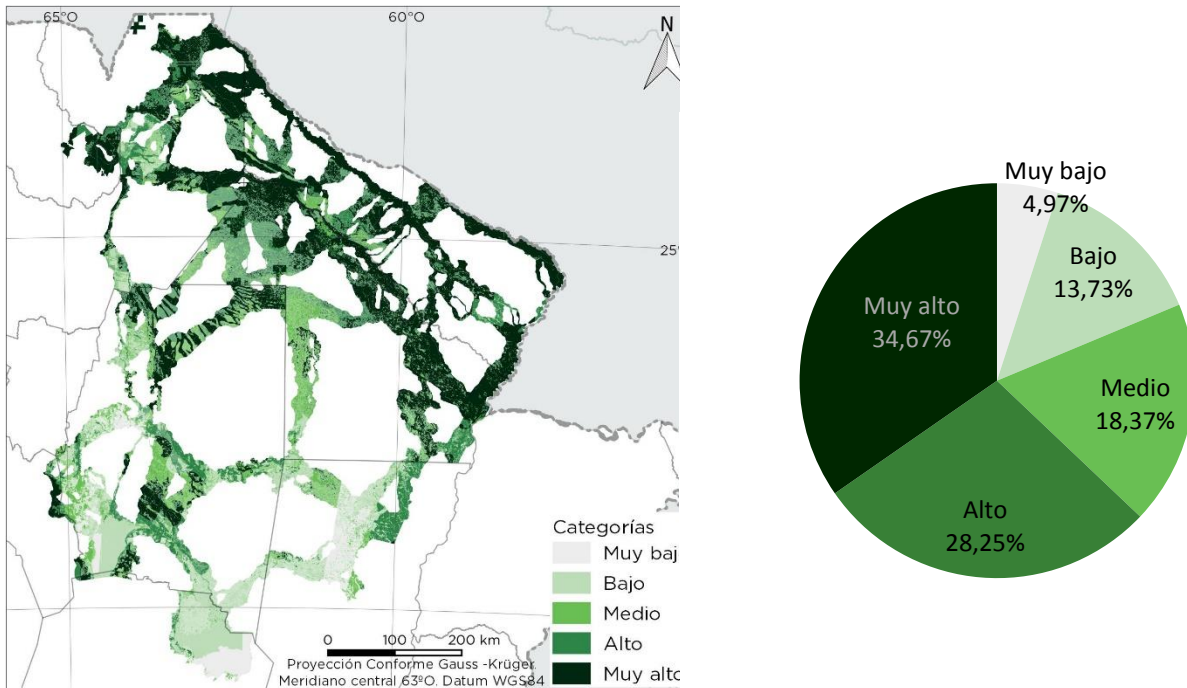 65°O
60°O
N
25°
Categorías
Muy baj
Bajo
Medio
Alto
Muy alto
0 100 200 km
Proyección Conforme Gauss -Krüger
Meridiano central 63ºO. Datum WGS84
Muy bajo
4,97%
Bajo
13,73%
Medio
18,37%
Alto
28,25%
Muy alto
34,67%